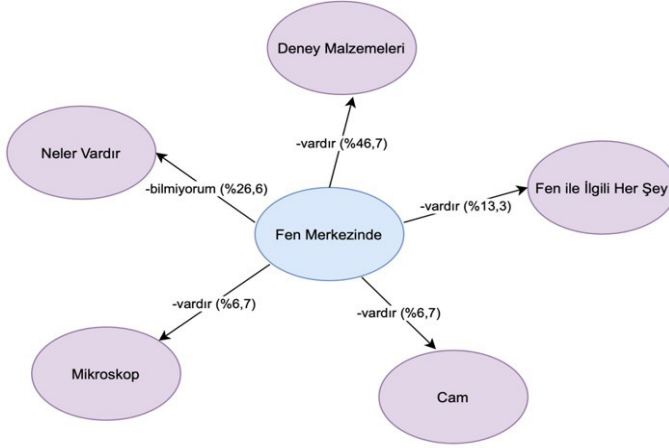 Deney Malzemeleri
-vardır (%46,7)
Neler Vardır
-bilmiyorum (%26,6)
Fen ile İlgili Her Şey
-vardır (%13,3)
Fen Merkezinde
-vardır (%6,7)
-vardır (%6,7)
Mikroskop
Cam